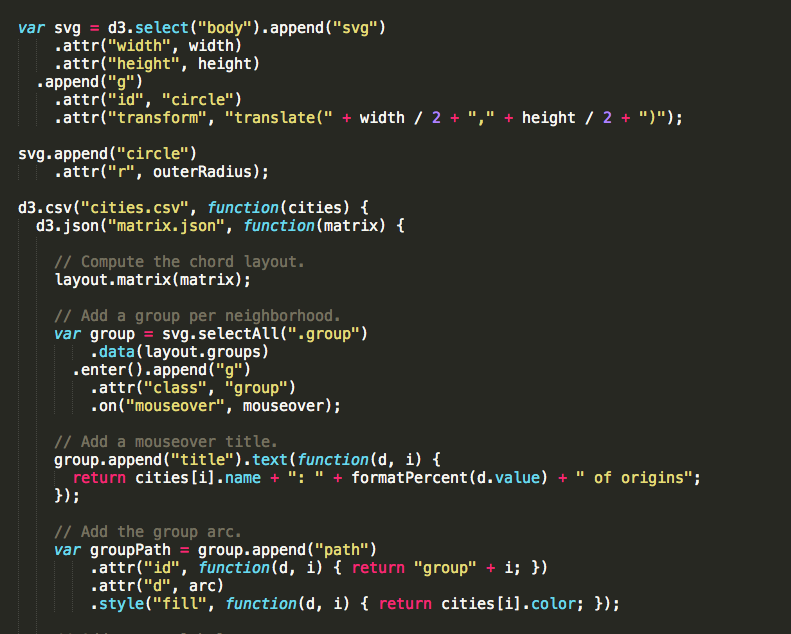 var svg = d3.select("body").append("svg")
    .attr("width", width)
    .attr("height", height)
  .append("g")
    .attr("id", "circle")
    .attr("transform", "translate(" + width / 2 + "," + height / 2 + ")");

svg.append("circle")
    .attr("r", outerRadius);

d3.csv("cities.csv", function(cities) {
  d3.json("matrix.json", function(matrix) {

    // Compute the chord layout.
    layout.matrix(matrix);

    // Add a group per neighborhood.
    var group = svg.selectAll(".group")
        .data(layout.groups)
      .enter().append("g")
        .attr("class", "group")
        .on("mouseover", mouseover);

    // Add a mouseover title.
    group.append("title").text(function(d, i) {
      return cities[i].name + ": " + formatPercent(d.value) + " of origins";
    });

    // Add the group arc.
    var groupPath = group.append("path")
        .attr("id", function(d, i) { return "group" + i; })
        .attr("d", arc)
        .style("fill", function(d, i) { return cities[i].color; });